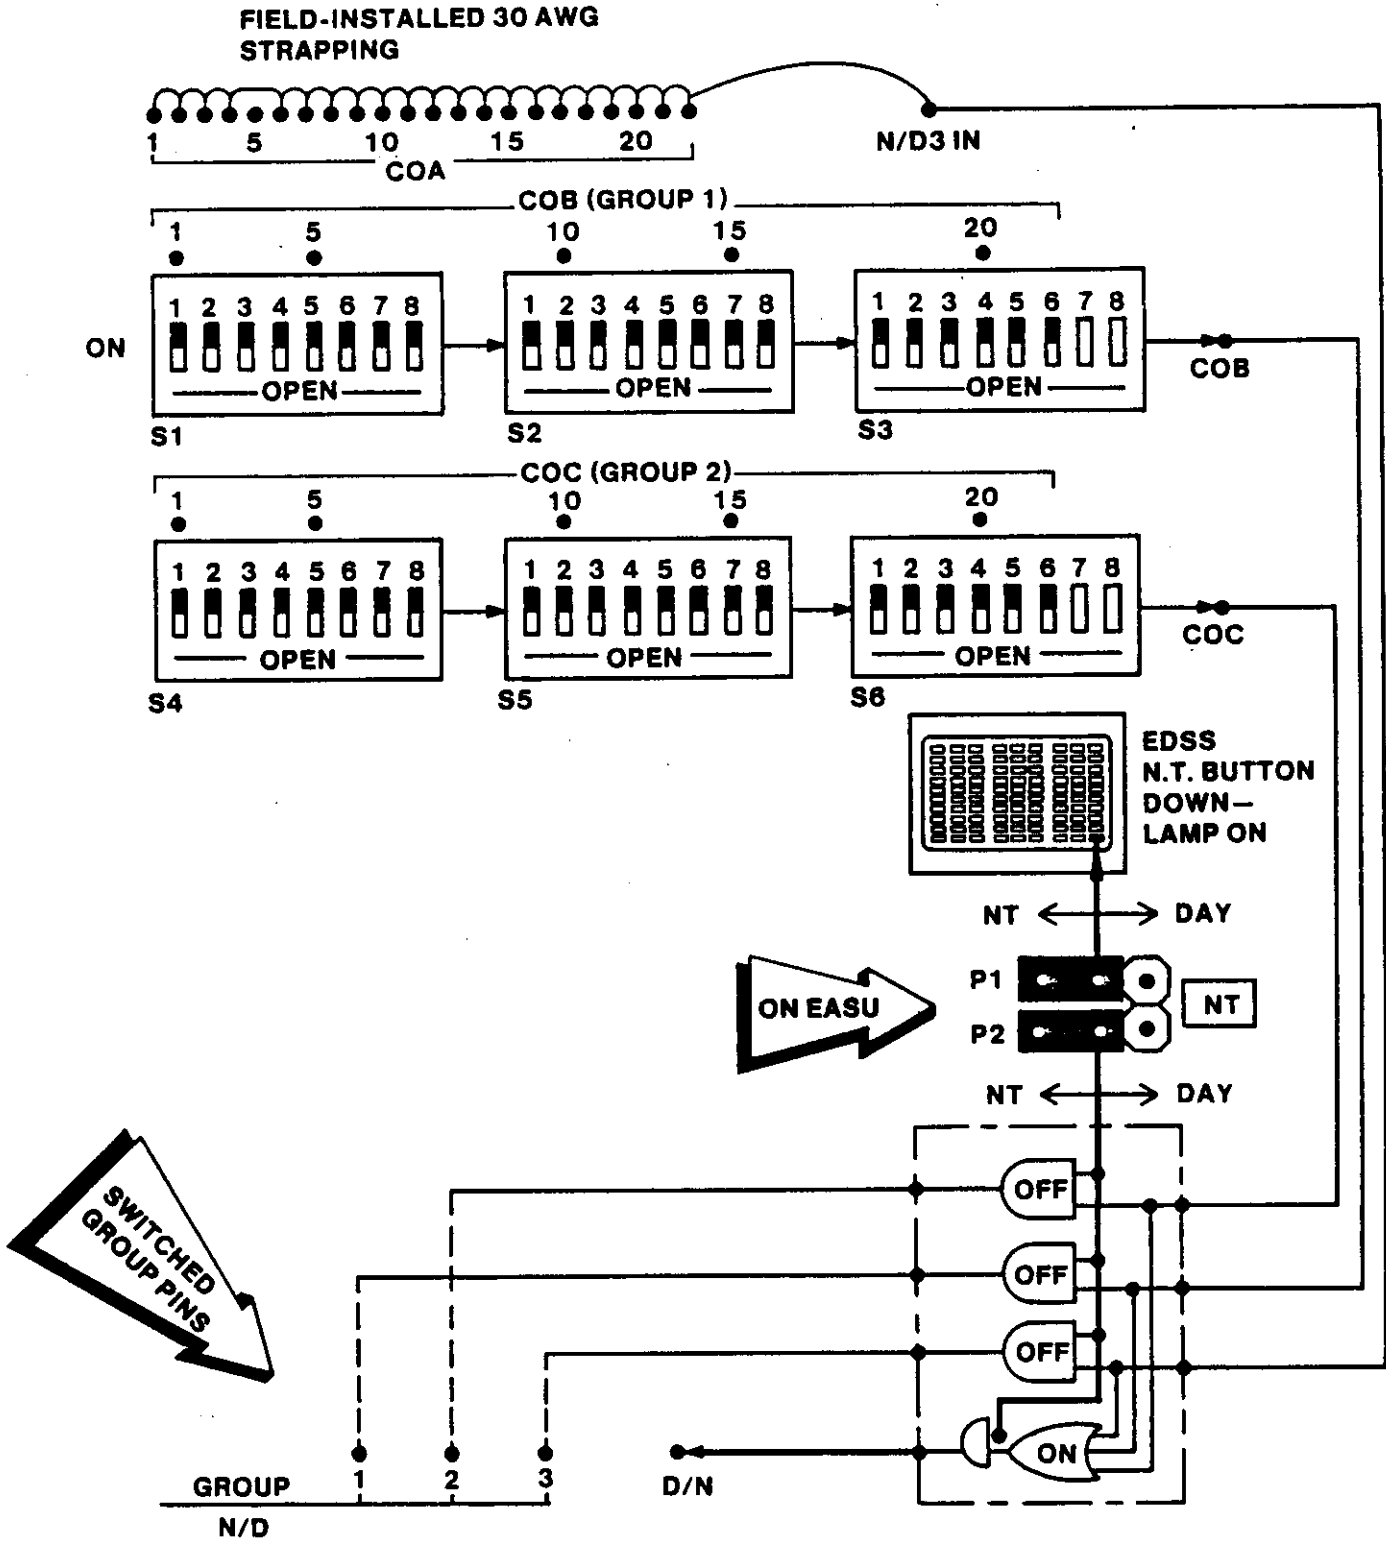 FIELD-INSTALLED 30 AWG
STRAPPING
1 5 10 15 20
COA
N/D3 IN
COB (GROUP 1)
1 5 10 15 20
1 2 3 4 5 6 7 8
1 2 3 4 5 6 7 8
1 2 3 4 5 6 7 8
ON
OPEN
OPEN
OPEN
COB
S1
S2
S3
COC (GROUP 2)
1 5 10 15 20
1 2 3 4 5 6 7 8
1 2 3 4 5 6 7 8
1 2 3 4 5 6 7 8
OPEN
OPEN
OPEN
COC
S4
S5
S6
EDSS
N.T. BUTTON
DOWN—
LAMP ON
NT DAY
ON EASU
P1
P2
NT
NT DAY
SWITCHED
GROUP PINS
OFF
OFF
OFF
ON
GROUP
1 2 3
D/N
N/D